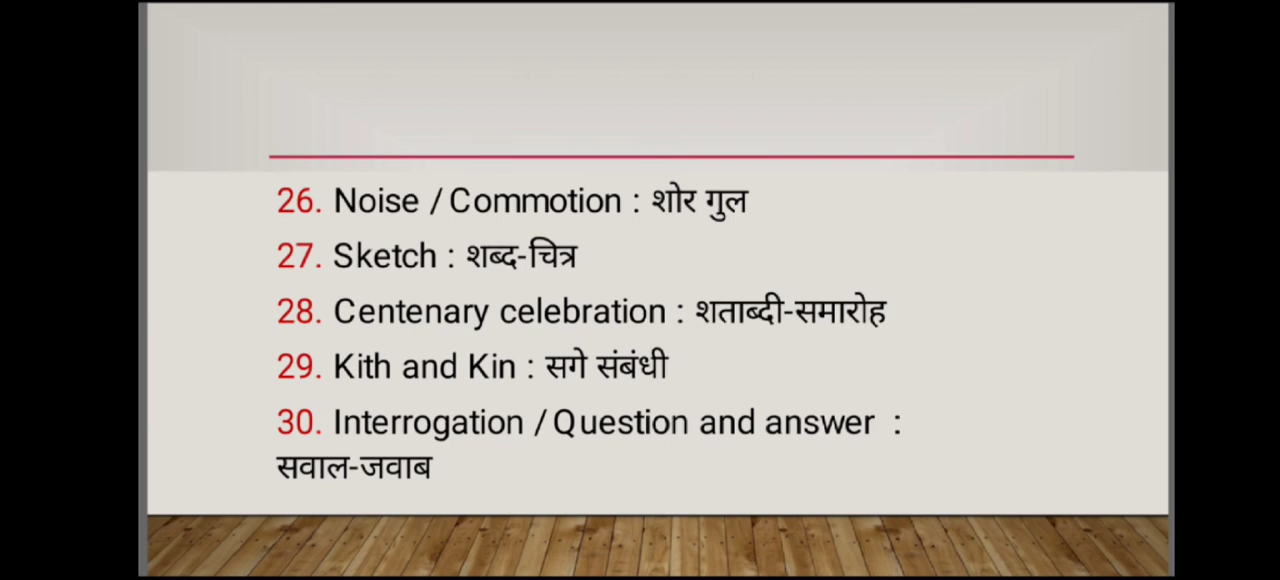 26. Noise / Commotion : शोर गुल
27. Sketch : शब्द-चित्र
28. Centenary celebration : शताब्दी-समारोह
29. Kith and Kin : सगे संबंधी
30. Interrogation / Question and answer :
सवाल-जवाब